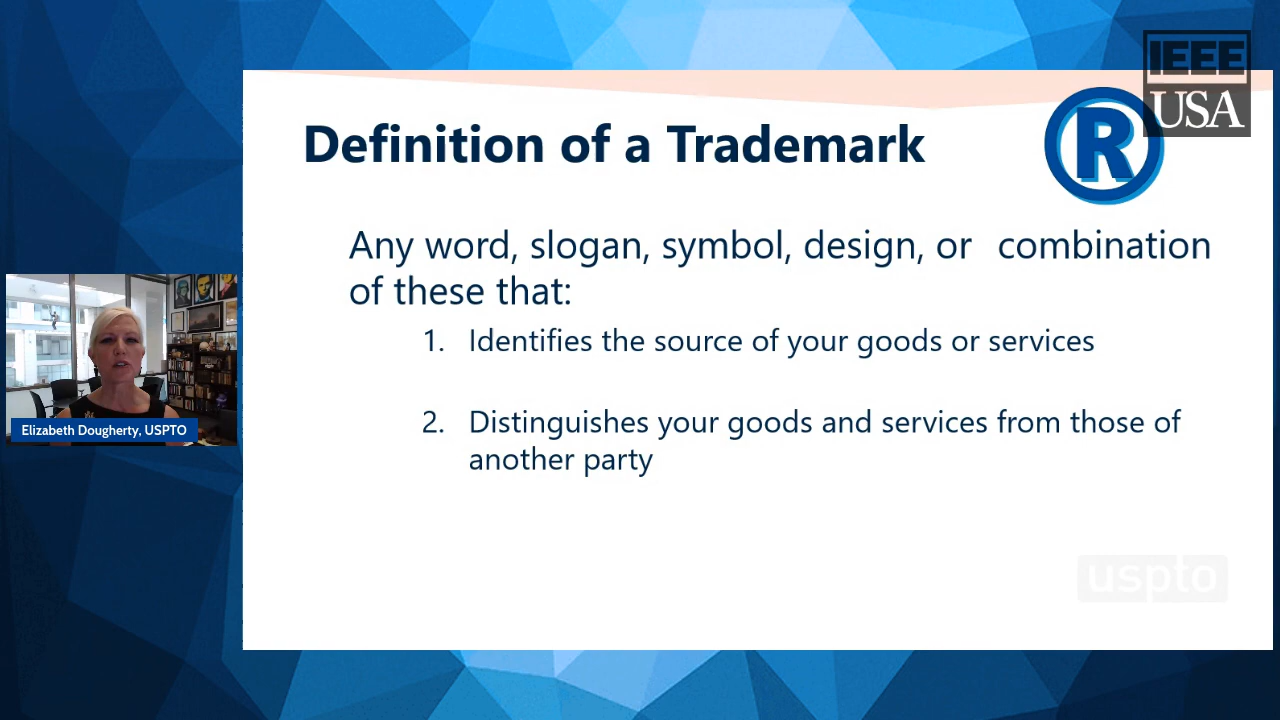 IEEE
USA
Definition of a Trademark
R
Any word, slogan, symbol, design, or combination
of these that:
1. Identifies the source of your goods or services
2. Distinguishes your goods and services from those of
another party
Elizabeth Dougherty, USPTO
uspto